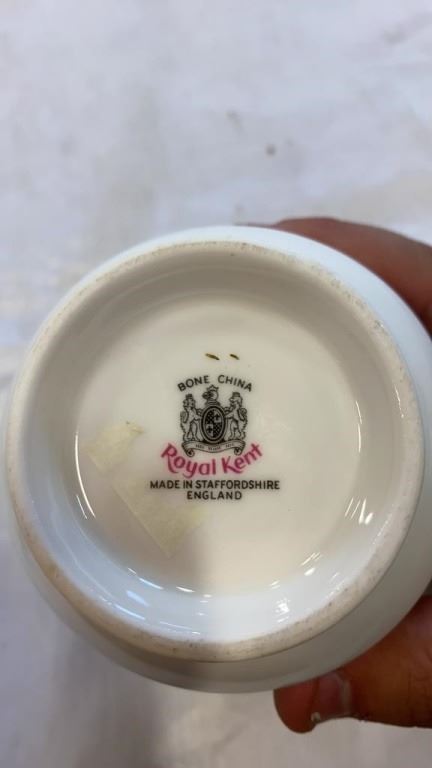 BONE CHINA
Royal Kent
MADE IN STAFFORDSHIRE
ENGLAND